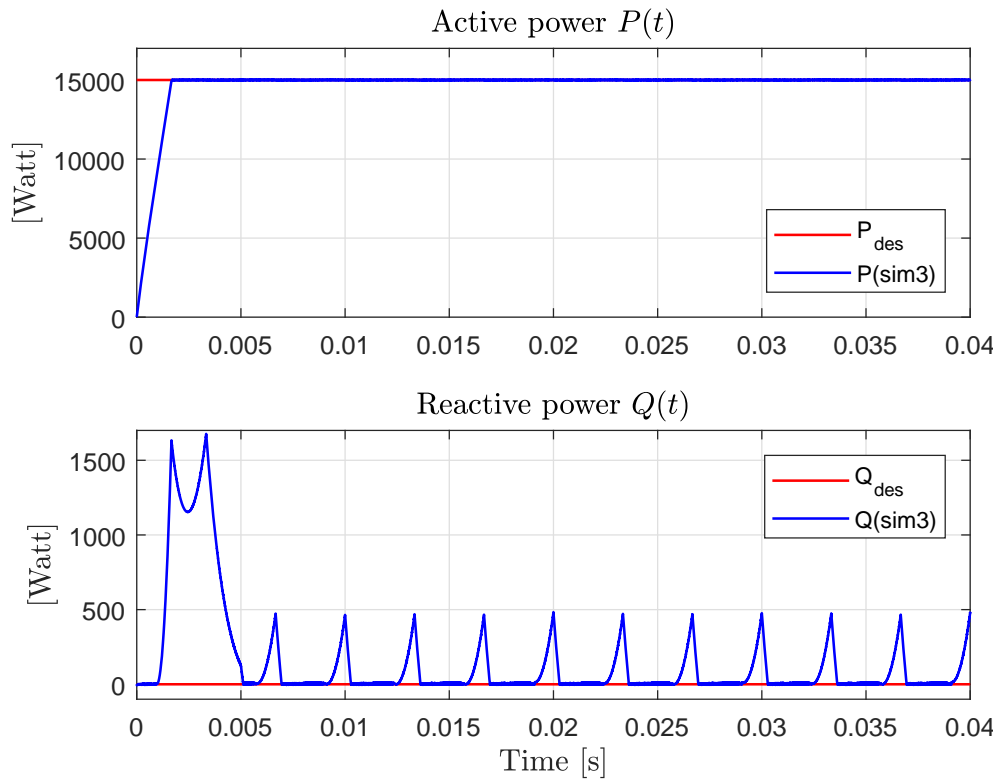 Active power P(t)
[Watt]
15000
10000
5000
0
P_des
P(sim3)
0 0.005 0.01 0.015 0.02 0.025 0.03 0.035 0.04
Reactive power Q(t)
[Watt]
1500
1000
500
0
Q_des
Q(sim3)
0 0.005 0.01 0.015 0.02 0.025 0.03 0.035 0.04
Time [s]